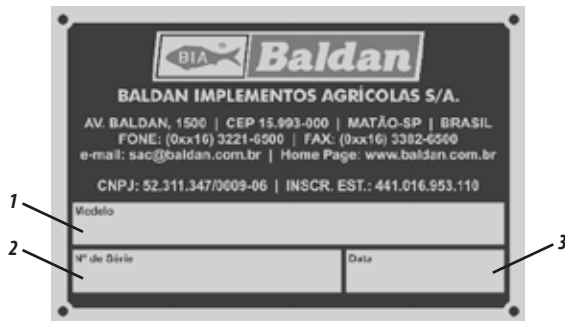 BIA Baldan
BALDAN IMPLEMENTOS AGRÍCOLAS S/A.
AV. BALDAN, 1500 | CEP 15.993-000 | MATÃO-SP | BRASIL
FONE: (0xx16) 3221-6500 | FAX: (0xx16) 3382-6500
e-mail: sac@baldan.com.br | Home Page: www.baldan.com.br
CNPJ: 52.311.347/0009-06 | INSCR. EST.: 441.016.953.110
1
Modelo
2
Nº de Série
Data
3